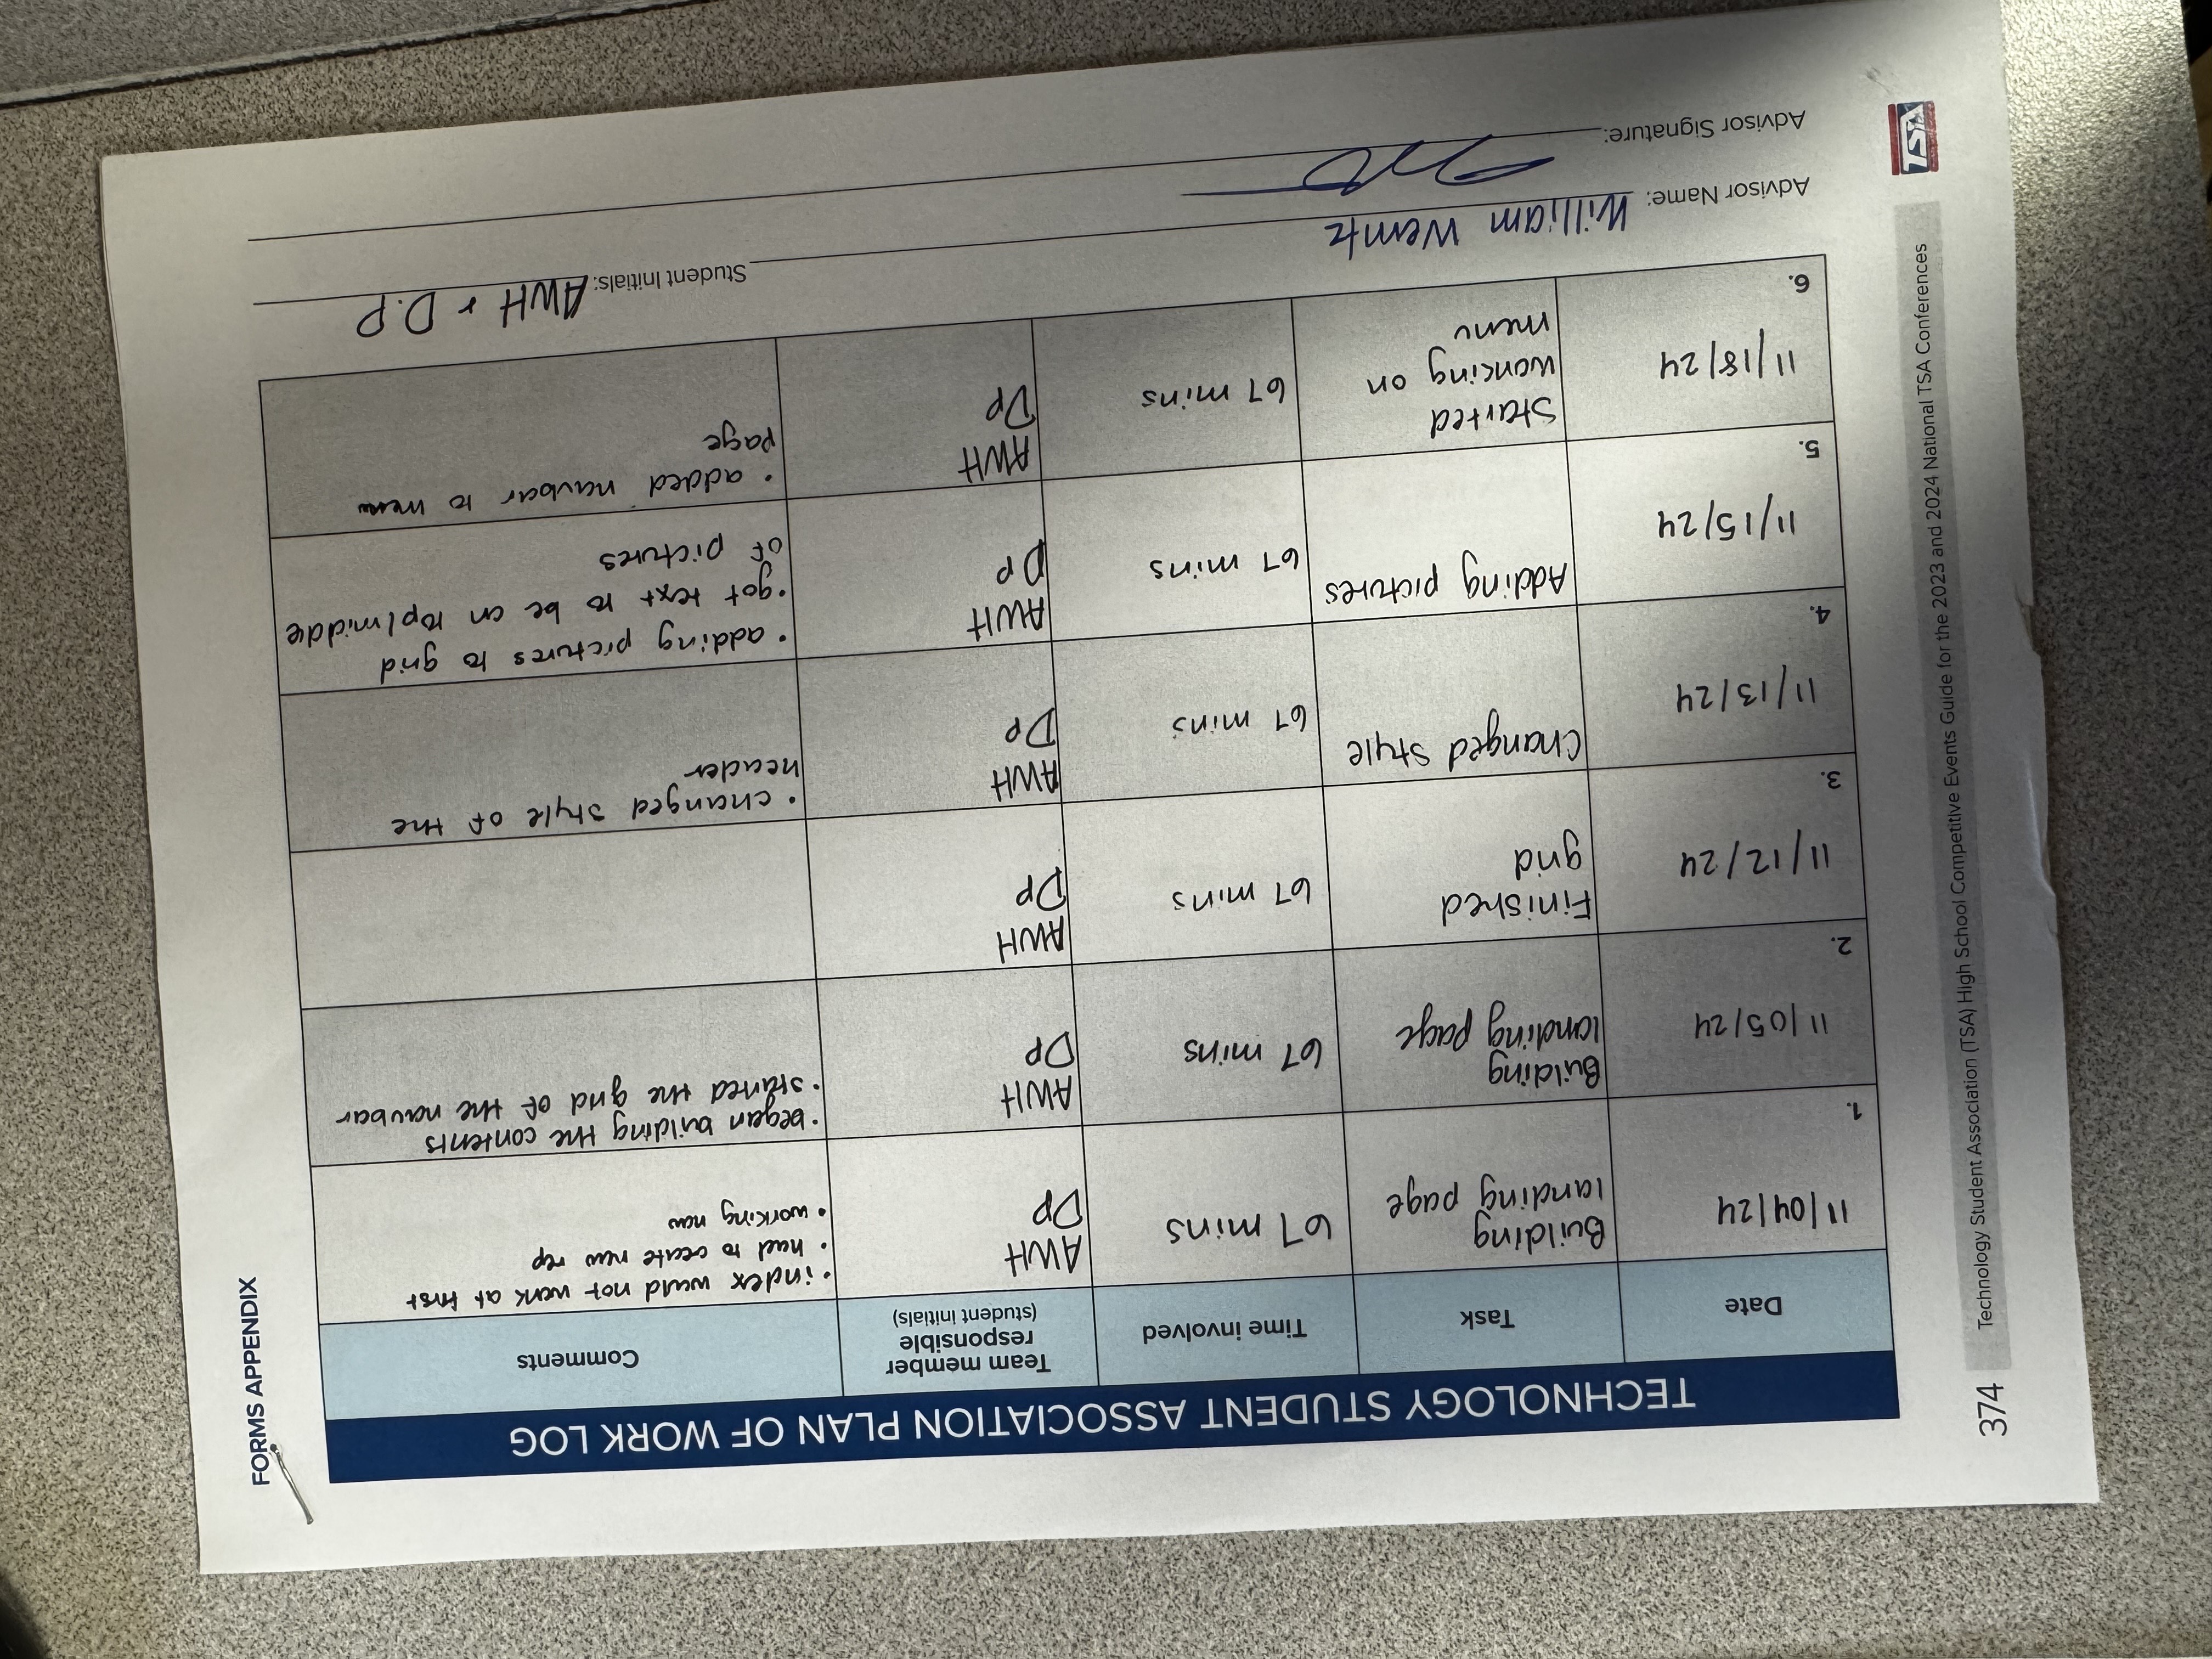 FORMS APPENDIX
TECHNOLOGY STUDENT ASSOCIATION PLAN OF WORK LOG
Date
Task
Time involved
Team member
responsible
(student initials)
Comments
1.
11/04/24
Building
landing page
67 mins
AWH
DP
• index would not work at first
• had to create new rep
• working now
2.
11/05/24
Building
landing page
67 mins
AWH
DP
• began building the contents
• started the grid of the navbar
3.
11/12/24
Finished
grid
67 mins
AWH
DP
4.
11/13/24
Changed style
67 mins
AWH
DP
• changed style of the
header
5.
11/15/24
Adding pictures
67 mins
AWH
DP
• adding pictures to grid
• got text to be on top/middle
of pictures
6.
11/18/24
Started
working on
menu
67 mins
AWH
DP
• added navbar to menu
page
Advisor Name: William Wentz
Student Initials: AWH + D.P
Advisor Signature:
374
Technology Student Association (TSA) High School Competitive Events Guide for the 2023 and 2024 National TSA Conferences
TSA